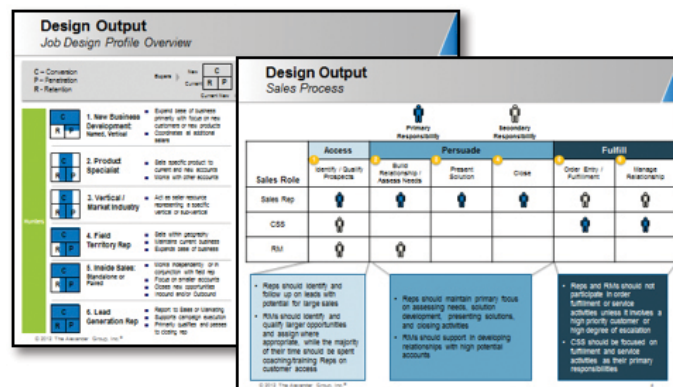 Design Output
Job Design Profile Overview
C – Conversion
P – Penetration
R - Retention
Buyers
New
Current
C
R P
Current New
Hunters
C
R P
1. New Business
Development:
Named, Vertical
Expand base of business
primarily with focus on new
customers or new products
Coordinates all additional
sellers
C
R P
2. Product
Specialist
Sells specific product to
current and new accounts
Works with other accounts
C
R P
3. Vertical /
Market Industry
Act as seller resource
representing a specific
vertical or sub-vertical
C
R P
4. Field
Territory Rep
Sells within geography
Maintains current business
Expands base of business
C
R P
5. Inside Sales:
Standalone or
Paired
Works independently or in
conjunction with field rep
Focus on smaller accounts
Closes new opportunities
Inbound and/or Outbound
C
R P
6. Lead
Generation Rep
Report to Sales or Marketing
Supports campaign execution
Primarily qualifies and passes
to closing rep
© 2013 The Alexander Group, Inc.®
Design Output
Sales Process
Primary
Responsibility
Secondary
Responsibility
Access
Persuade
Fulfill
Sales Role
Identify / Qualify
Prospects
Build
Relationship /
Assess Needs
Present
Solution
Close
Order Entry /
Fulfillment
Manage
Relationship
Sales Rep
CSS
RM
Reps should identify and
follow up on leads with
potential for large sales
RMs should identify and
qualify larger opportunities
and assign where
appropriate, while the majority
of their time should be spent
coaching/training Reps on
customer access
Reps should maintain primary focus
on assessing needs, solution
development, presenting solutions,
and closing activities
RMs should support in developing
relationships with high potential
accounts
Reps and RMs should not
participate in order
fulfillment or service
activities unless it involves a
high priority customer or
high degree of escalation
CSS should be focused on
fulfillment and service
activities as their primary
responsibilities
© 2013 The Alexander Group, Inc.®